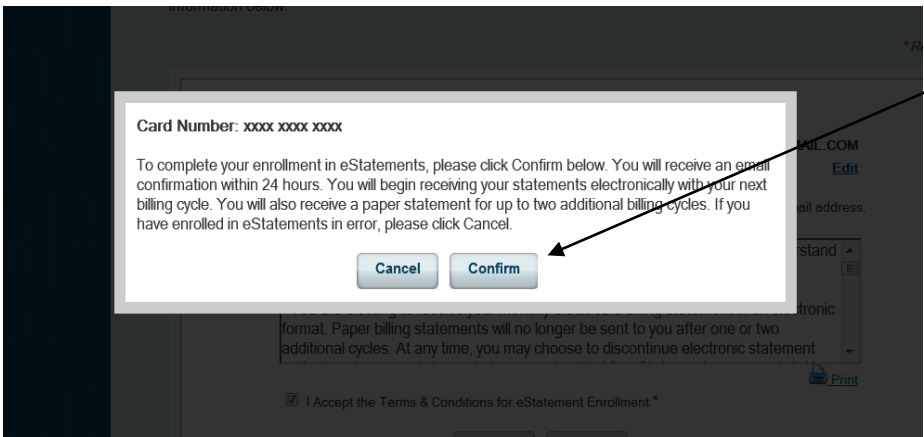 information below.
*Re
Card Number: xxxx xxxx xxxx
AIL.COM
To complete your enrollment in eStatements, please click Confirm below. You will receive an email
Edit
confirmation within 24 hours. You will begin receiving your statements electronically with your next
billing cycle. You will also receive a paper statement for up to two additional billing cycles. If you
ail address.
have enrolled in eStatements in error, please click Cancel.
rstand
Cancel Confirm
ctronic
format. Paper billing statements will no longer be sent to you after one or two
additional cycles. At any time, you may choose to discontinue electronic statement
Print
I Accept the Terms & Conditions for eStatement Enrollment.*